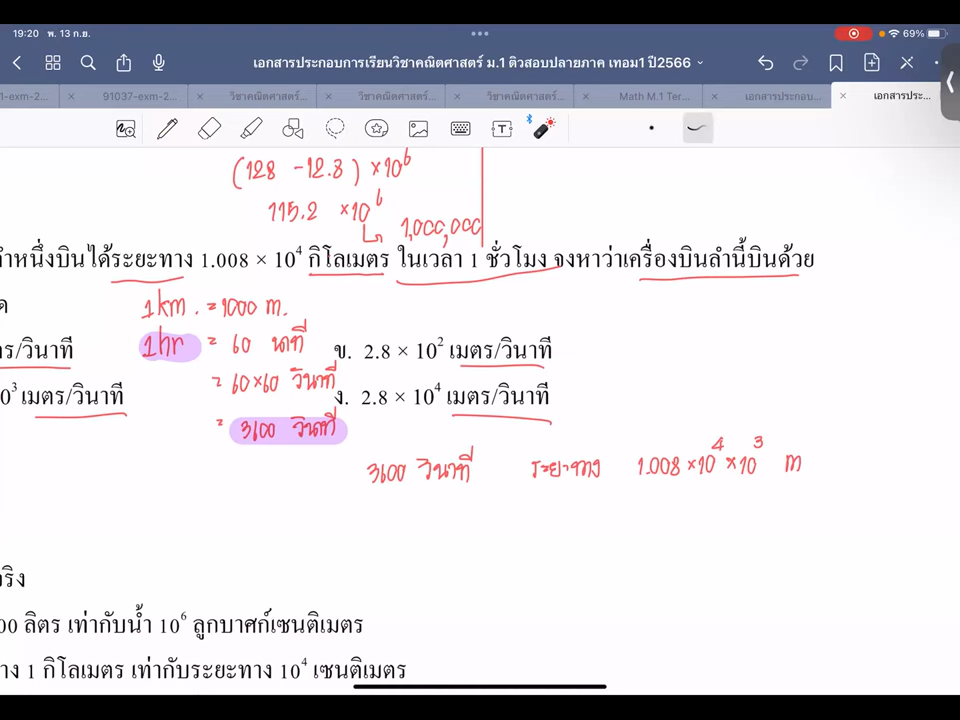 19:20 พ. 13 ก.ย. 69%
เอกสารประกอบการเรียนวิชาคณิตศาสตร์ ม.1 ติวสอบปลายภาค เทอม1 ปี2566
1-exm-2... 91037-exm-2... วิชาคณิตศาสตร์... วิชาคณิตศาสตร์... วิชาคณิตศาสตร์... Math M.1 Ter... เอกสารประกอบ... เอกสารประ...
(128 - 12.8) × 10⁶
115.2 × 10⁶
1,000,000
ำหนึ่งบินได้ระยะทาง 1.008 × 10⁴ กิโลเมตร ในเวลา 1 ชั่วโมง จงหาว่าเครื่องบินลำนี้บินด้วย
ด
1 km. = 1000 m.
1 hr = 60 นาที
ร/วินาที ข. 2.8 × 10² เมตร/วินาที
= 60×60 วินาที
0³ เมตร/วินาที ง. 2.8 × 10⁴ เมตร/วินาที
= 3600 วินาที
3600 วินาที ระยะทาง 1.008 × 10⁴ × 10³ m
ริง
00 ลิตร เท่ากับน้ำ 10⁶ ลูกบาศก์เซนติเมตร
าง 1 กิโลเมตร เท่ากับระยะทาง 10⁴ เซนติเมตร